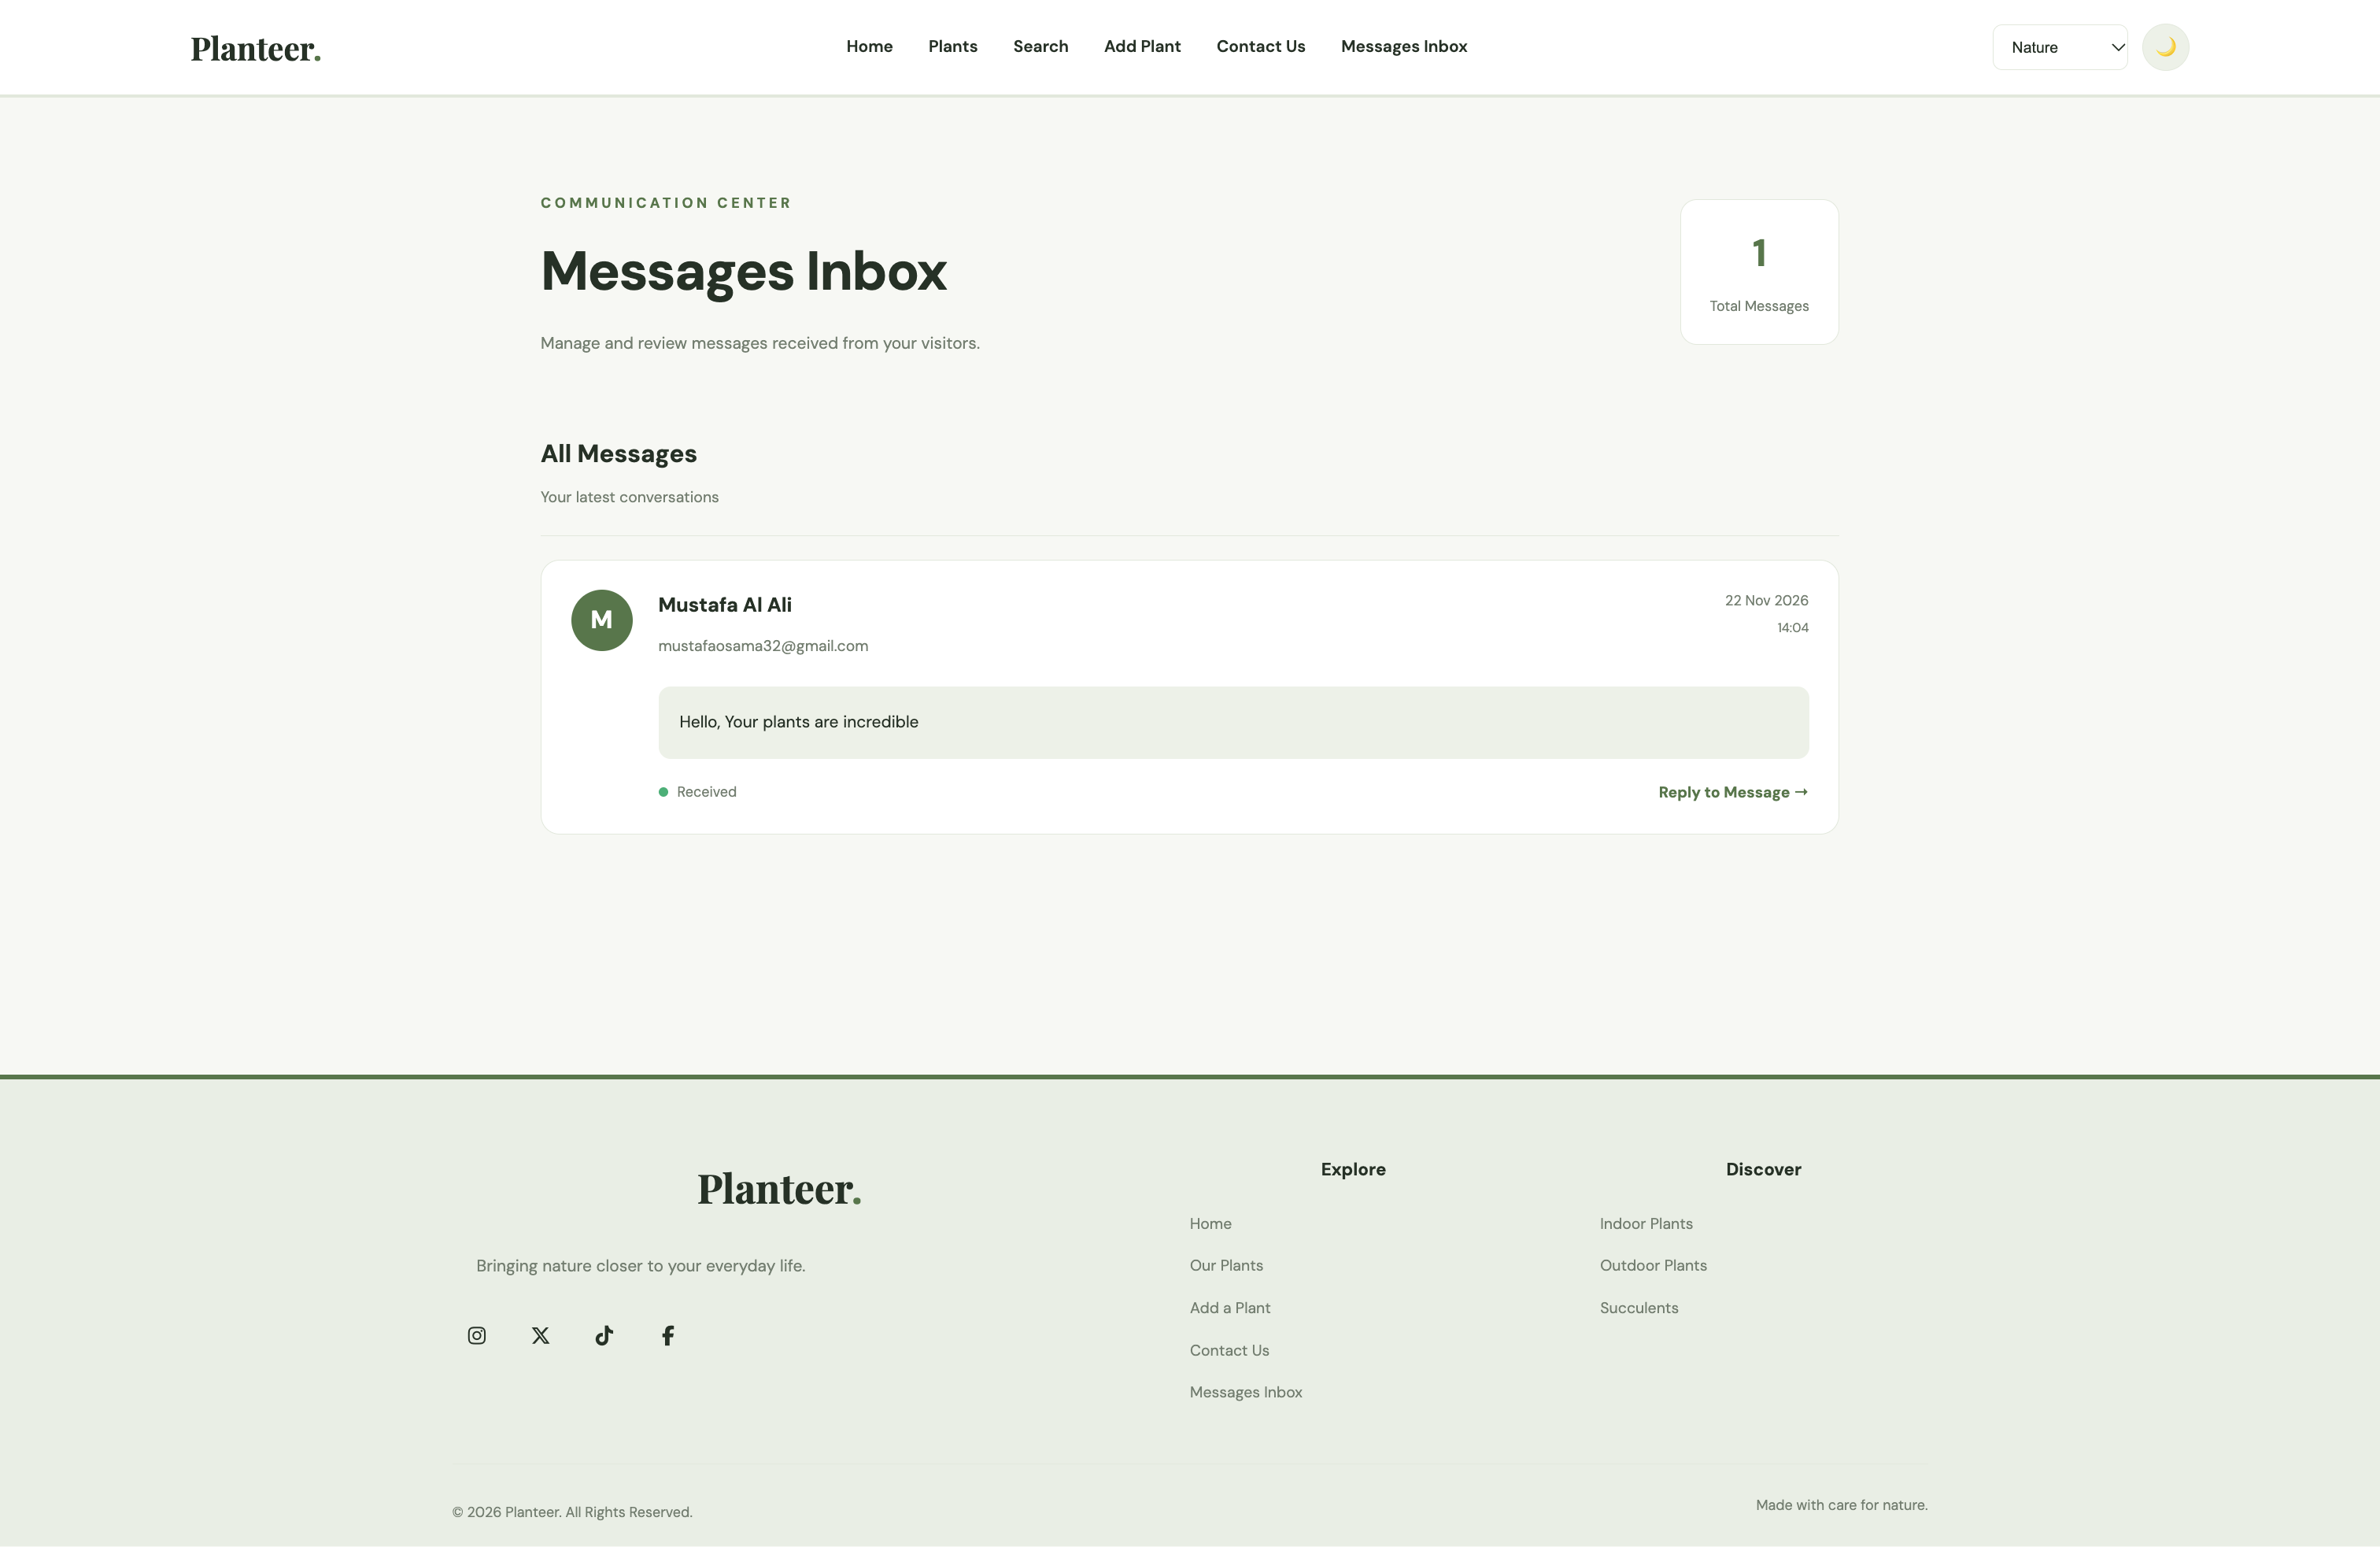 Planteer.
Home Plants Search Add Plant Contact Us Messages Inbox
Nature
COMMUNICATION CENTER
Messages Inbox
Manage and review messages received from your visitors.
1
Total Messages
All Messages
Your latest conversations
M
Mustafa Al Ali
mustafaosama32@gmail.com
22 Nov 2026
14:04
Hello, Your plants are incredible
Received
Reply to Message →
Planteer.
Bringing nature closer to your everyday life.
Explore
Home
Our Plants
Add a Plant
Contact Us
Messages Inbox
Discover
Indoor Plants
Outdoor Plants
Succulents
© 2026 Planteer. All Rights Reserved.
Made with care for nature.